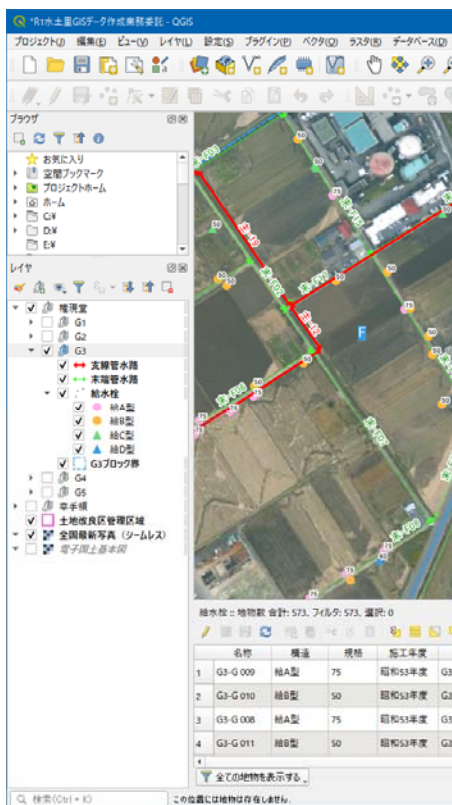 *R1水土里GISデータ作成業務委託 - QGIS
プロジェクト(J) 編集(E) ビュー(V) レイヤ(L) 設定(S) プラグイン(P) ベクタ(O) ラスタ(R) データベース(D)
ブラウザ
お気に入り
空間ブックマーク
プロジェクトホーム
ホーム
C:¥
D:¥
E:¥
レイヤ
権現堂
G1
G2
G3
支線管水路
末端管水路
給水栓
給A型
給B型
給C型
給D型
G3ブロック界
G4
G5
幸手領
土地改良区管理区域
全国最新写真(シームレス)
電子国土基本図
F
給水栓 :: 地物数 合計: 573、フィルタ: 573、選択: 0
名称 構造 規格 施工年度
1 G3-G 009 給A型 75 昭和53年度 G3
2 G3-G 010 給B型 50 昭和53年度 G3
3 G3-G 008 給A型 75 昭和53年度 G3
4 G3-G 011 給B型 50 昭和53年度 G3
全ての地物を表示する
検索(Ctrl + K) この位置には地物は存在しません。